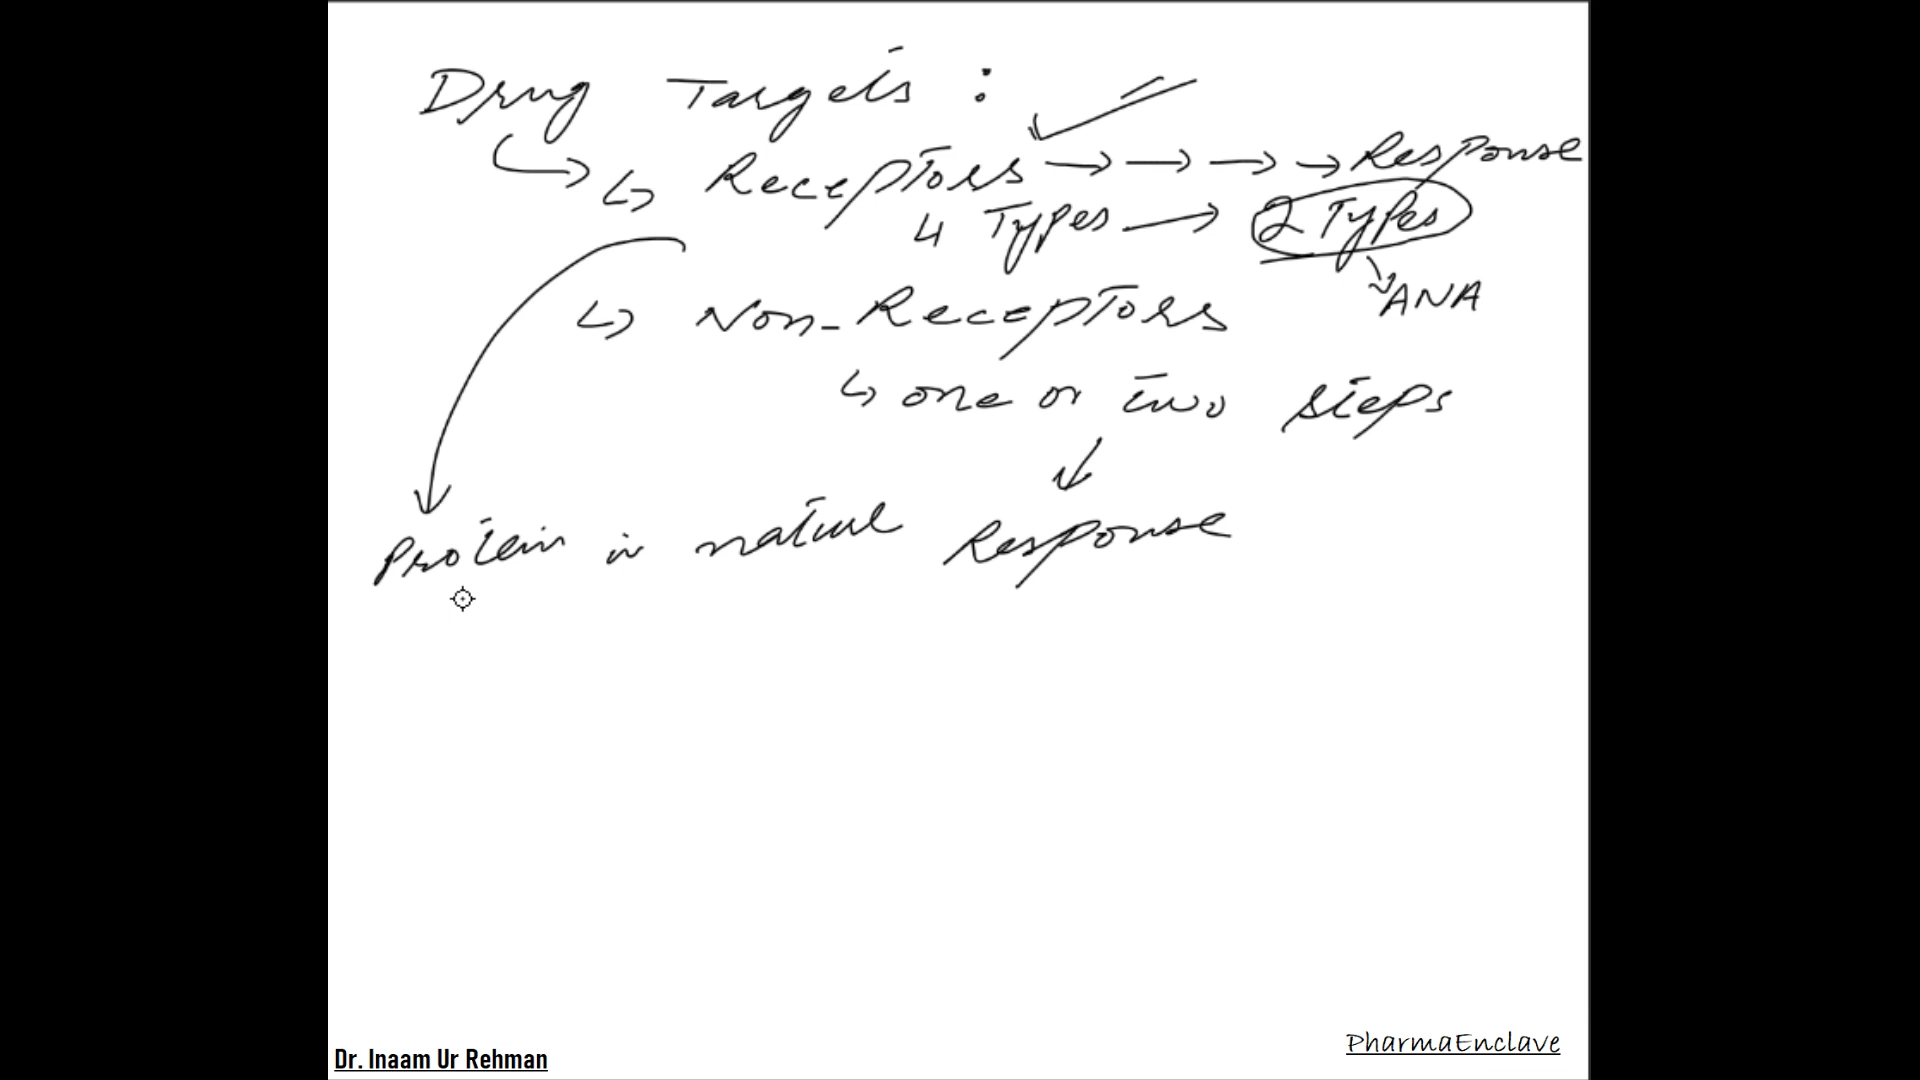 Drug Targets :
↳ Receptors → → → → Response
4 Types → 2 Types
ANA
↳ Non-Receptors
↳ one or two steps
Protein in nature
Response
Dr. Inaam Ur Rehman
PharmaEnclave